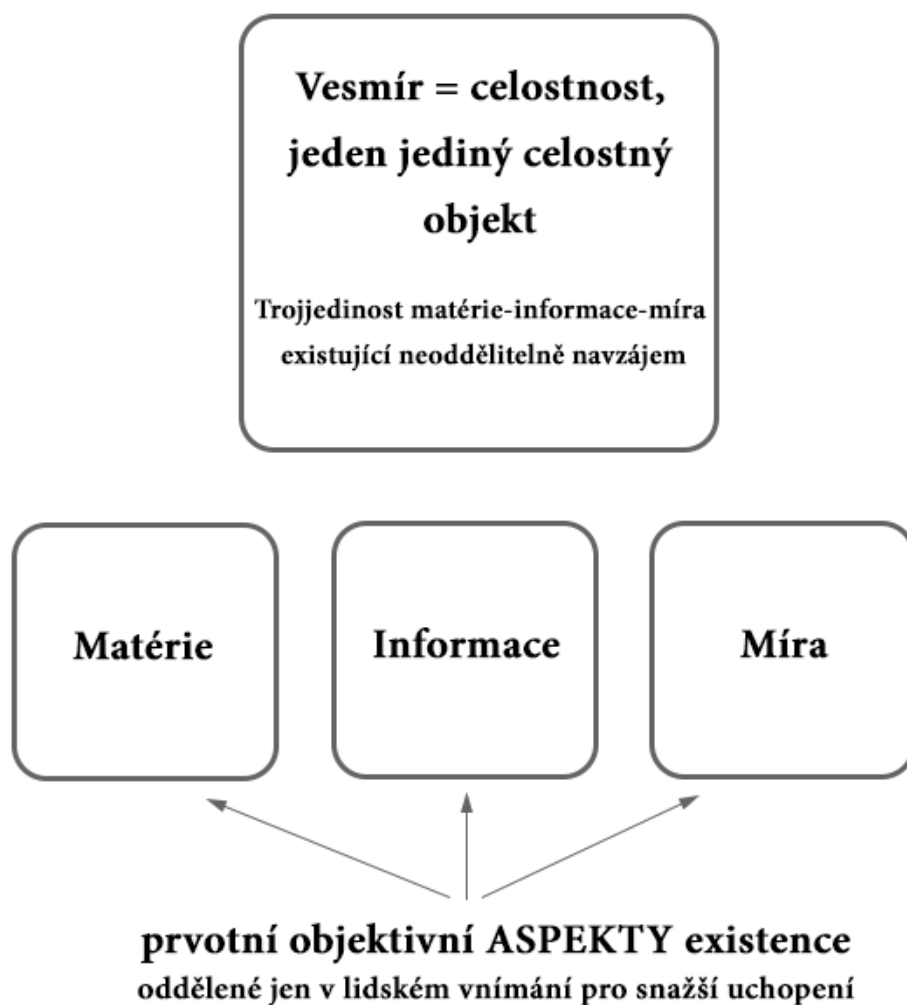 Vesmír = celostnost,
jeden jediný celostný
objekt
Trojjedinost matérie-informace-míra
existující neoddělitelně navzájem
Matérie
Informace
Míra
prvotní objektivní ASPEKTY existence
oddělené jen v lidském vnímání pro snažší uchopení